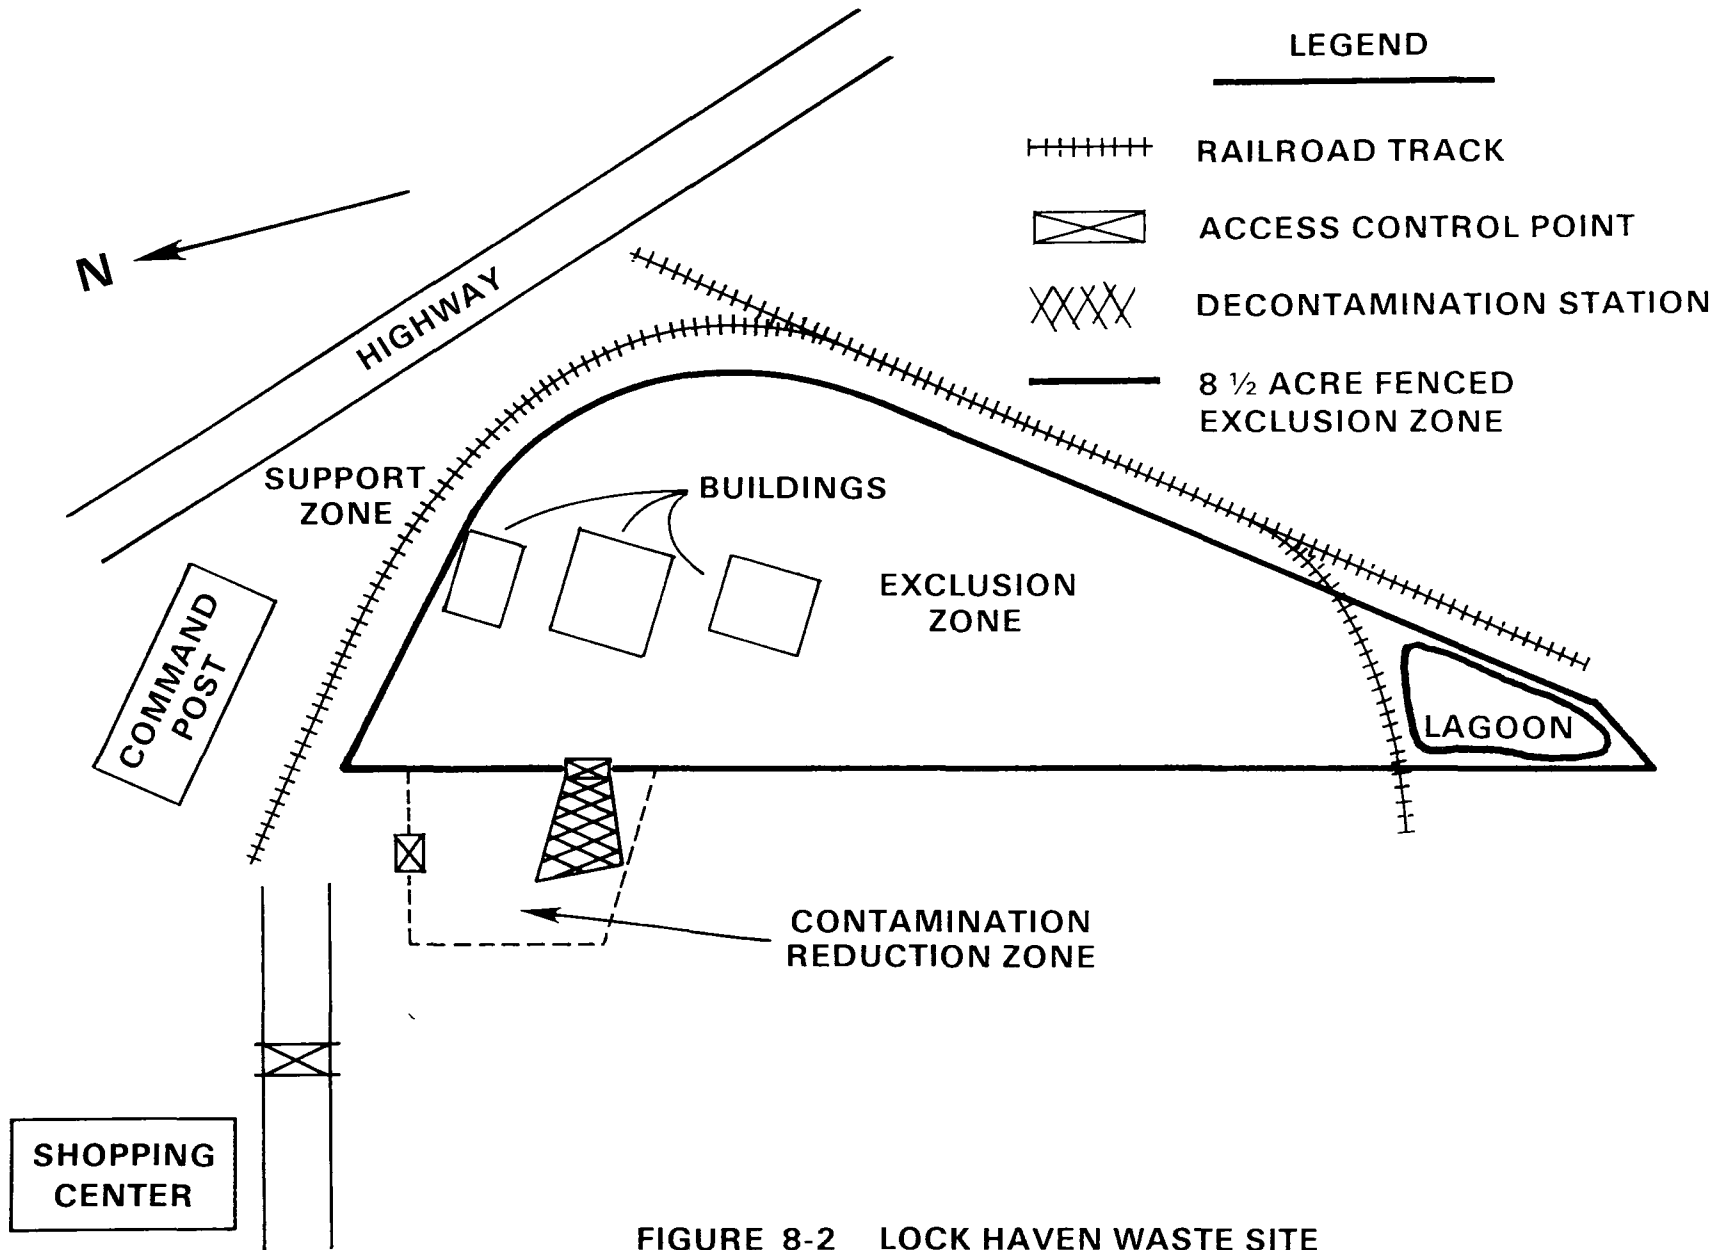 LEGEND
RAILROAD TRACK
ACCESS CONTROL POINT
DECONTAMINATION STATION
8 ½ ACRE FENCED
EXCLUSION ZONE
N
HIGHWAY
SUPPORT
ZONE
BUILDINGS
EXCLUSION
ZONE
COMMAND
POST
LAGOON
CONTAMINATION
REDUCTION ZONE
SHOPPING
CENTER
FIGURE 8-2 LOCK HAVEN WASTE SITE